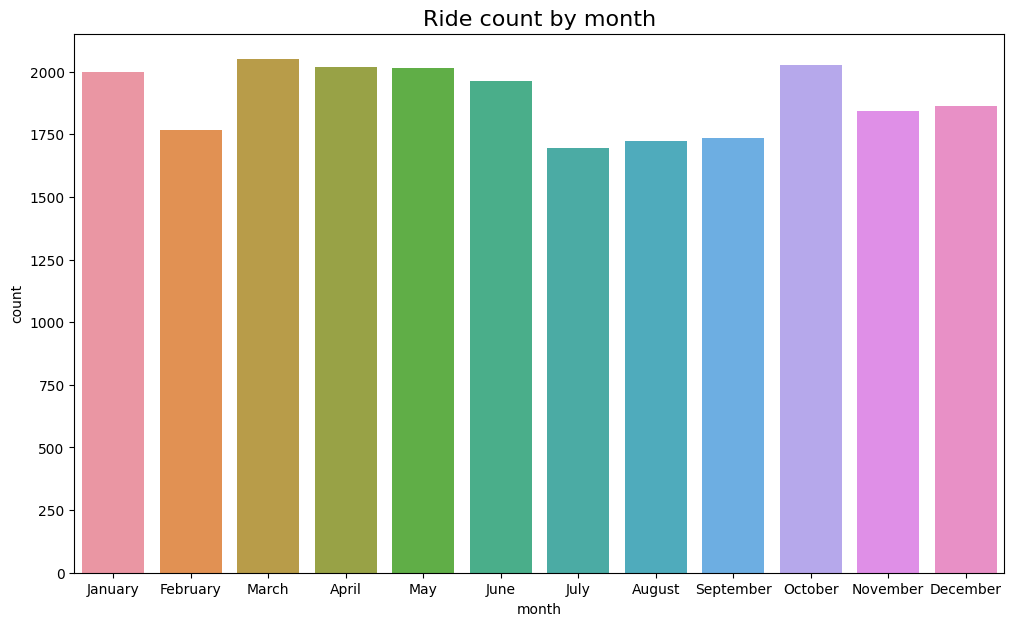 Ride count by month
count
2000
1750
1500
1250
1000
750
500
250
0
January February March April May June July August September October November December
month